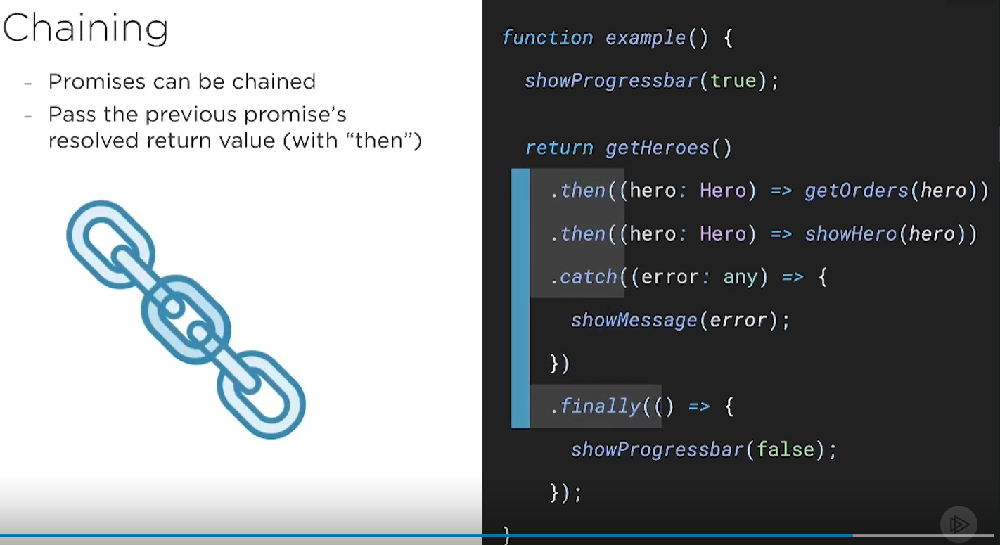 Chaining
- Promises can be chained
- Pass the previous promise's
resolved return value (with “then”)
function example() {
showProgressbar(true);
return getHeroes()
.then((hero: Hero) => getOrders(hero))
.then((hero: Hero) => showHero(hero))
.catch((error: any) => {
showMessage(error);
})
.finally(() => {
showProgressbar(false);
});
}